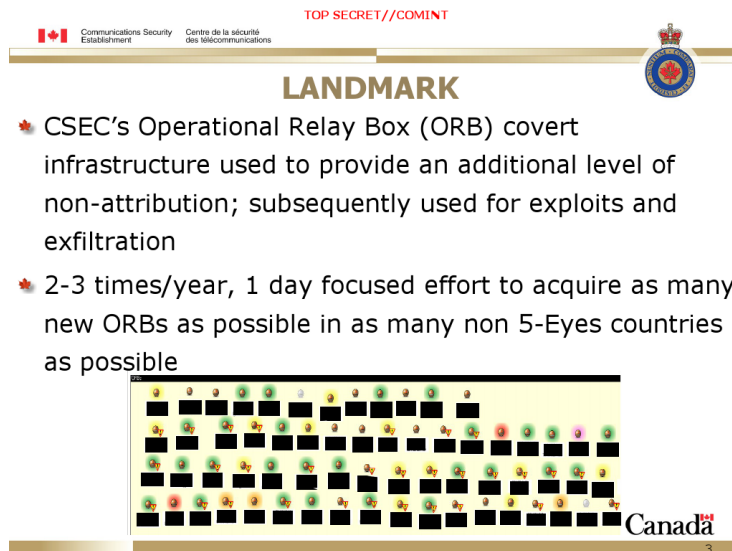 TOP SECRET//COMINT
Communications Security Centre de la sécurité
Establishment des télécommunications
LANDMARK
CSEC's Operational Relay Box (ORB) covert
infrastructure used to provide an additional level of
non-attribution; subsequently used for exploits and
exfiltration
2-3 times/year, 1 day focused effort to acquire as many
new ORBs as possible in as many non 5-Eyes countries
as possible
Canada
3